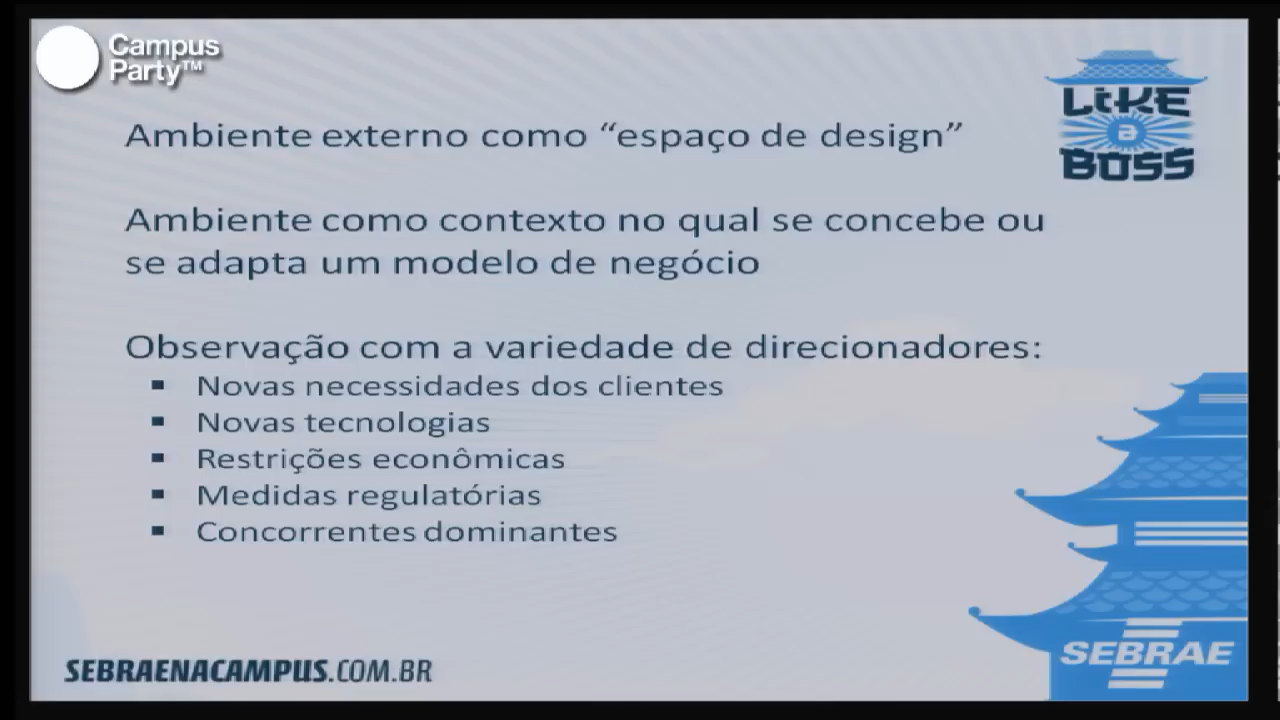 Campus
Party™
LiKE
a
BOSS
Ambiente externo como “espaço de design”
Ambiente como contexto no qual se concebe ou
se adapta um modelo de negócio
Observação com a variedade de direcionadores:
▪ Novas necessidades dos clientes
▪ Novas tecnologias
▪ Restrições econômicas
▪ Medidas regulatórias
▪ Concorrentes dominantes
SEBRAENACAMPUS.COM.BR
SEBRAE